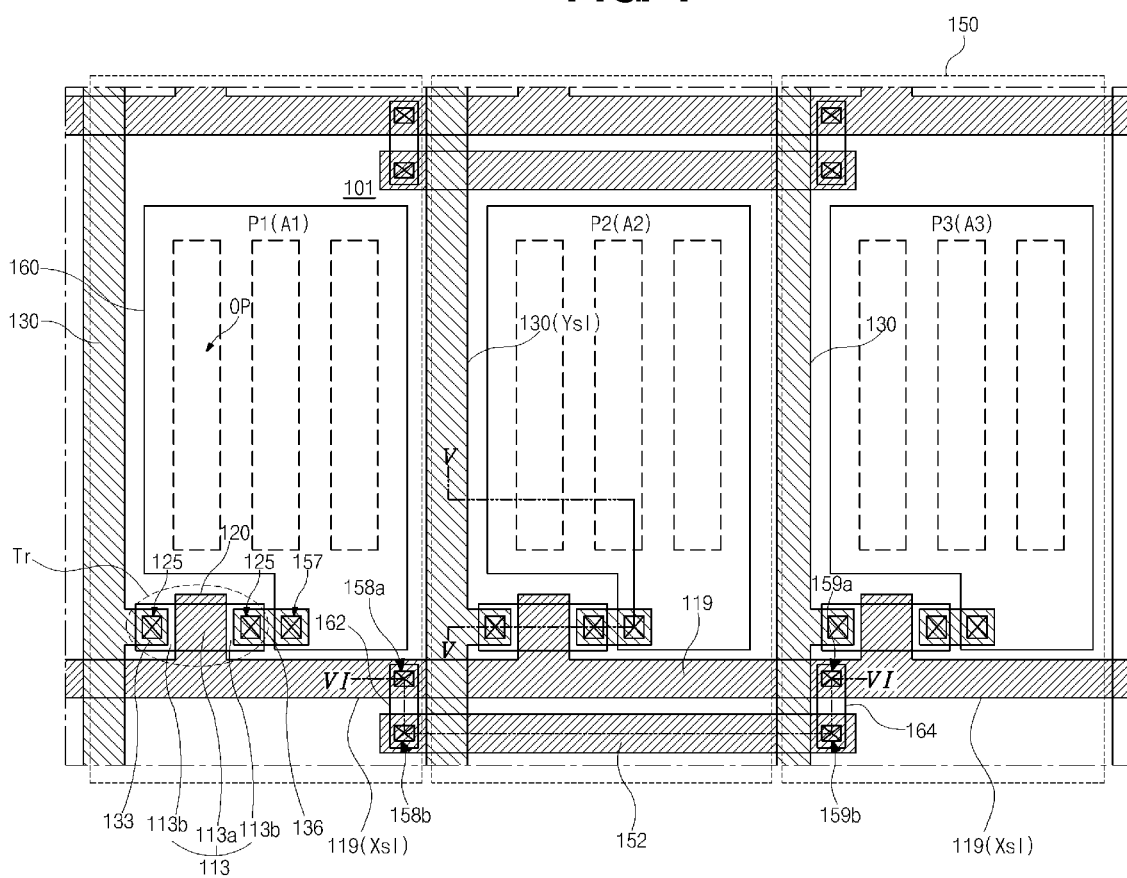 150
101
P1(A1)
P2(A2)
P3(A3)
160
OP
130
130(Ysl)
130
V
Tr
125
120
125
157
158a
162
V
119
159a
VI
VI
164
133
113b
113a
113b
136
113
119(Xsl)
158b
152
159b
119(Xsl)